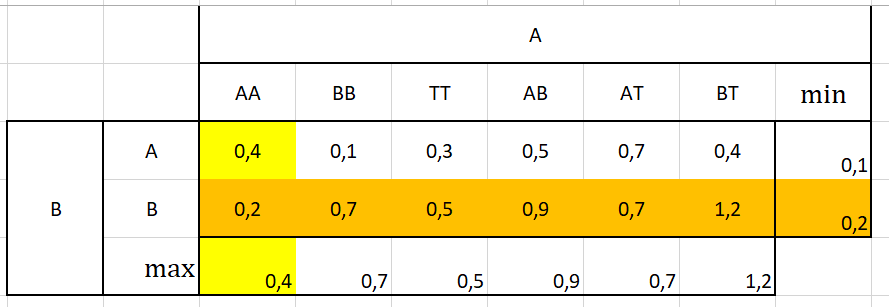 A
AA BB TT AB AT BT min
A 0,4 0,1 0,3 0,5 0,7 0,4 0,1
B B 0,2 0,7 0,5 0,9 0,7 1,2 0,2
max 0,4 0,7 0,5 0,9 0,7 1,2